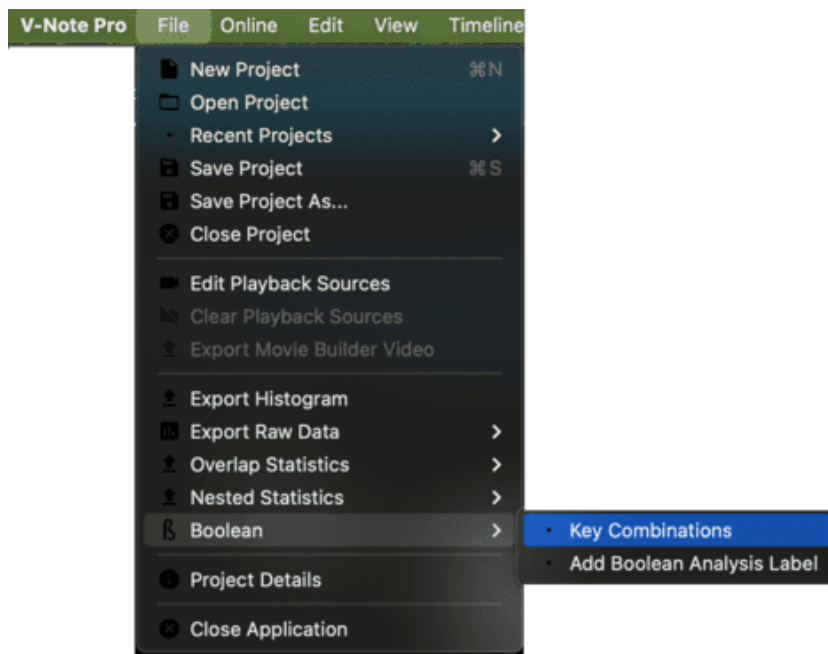 V-Note Pro File Online Edit View Timeline
New Project ⌘N
Open Project
Recent Projects
Save Project ⌘S
Save Project As...
Close Project
Edit Playback Sources
Clear Playback Sources
Export Movie Builder Video
Export Histogram
Export Raw Data
Overlap Statistics
Nested Statistics
ß Boolean
Key Combinations
Add Boolean Analysis Label
Project Details
Close Application